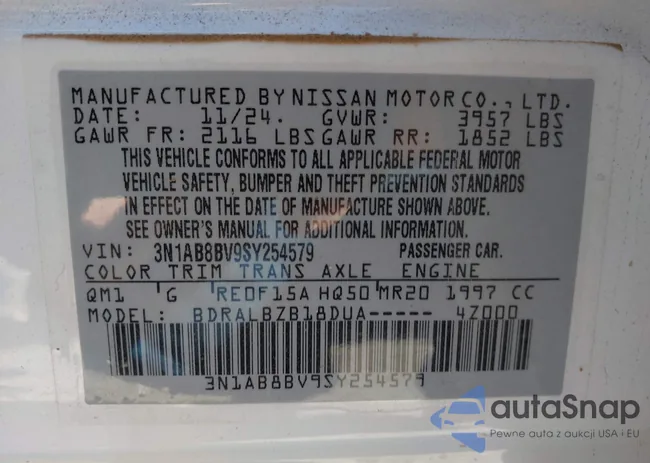 MANUFACTURED BY NISSAN MOTOR CO., LTD.
DATE: 11/24. GVWR: 3957 LBS
GAWR FR: 2116 LBS GAWR RR: 1852 LBS
THIS VEHICLE CONFORMS TO ALL APPLICABLE FEDERAL MOTOR
VEHICLE SAFETY, BUMPER AND THEFT PREVENTION STANDARDS
IN EFFECT ON THE DATE OF MANUFACTURE SHOWN ABOVE.
SEE OWNER'S MANUAL FOR ADDITIONAL INFORMATION.
VIN: 3N1AB8BV9SY254579 PASSENGER CAR.
COLOR TRIM TRANS AXLE ENGINE
QM1 G RE0F15A HQ50 MR20 1997 CC
MODEL: BDRALBZB18DUA----- 4Z000
3N1AB8BV9SY254579
autaSnap
Pewne auta z aukcji USA i EU